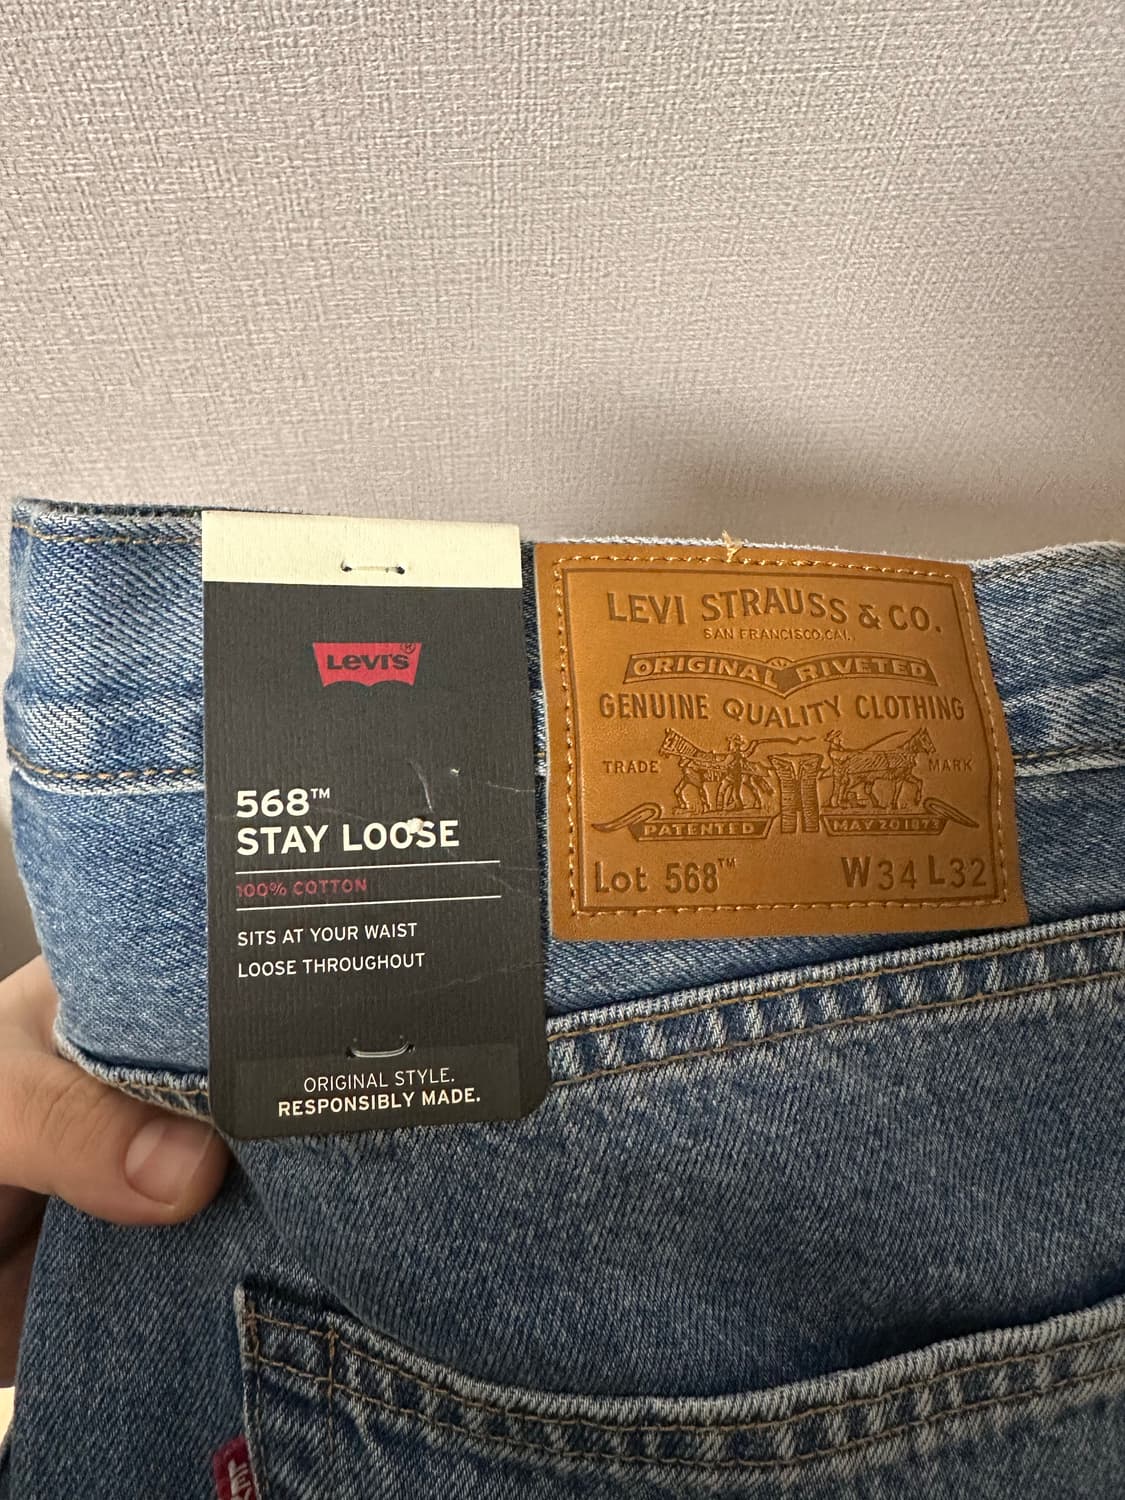 Levi's®
568™
STAY LOOSE
100% COTTON
SITS AT YOUR WAIST
LOOSE THROUGHOUT
ORIGINAL STYLE.
RESPONSIBLY MADE.
LEVI STRAUSS & CO.
SAN FRANCISCO,CAL.
ORIGINAL RIVETED
GENUINE QUALITY CLOTHING
TRADE MARK
PATENTED MAY 20 1873
Lot 568™ W34 L32